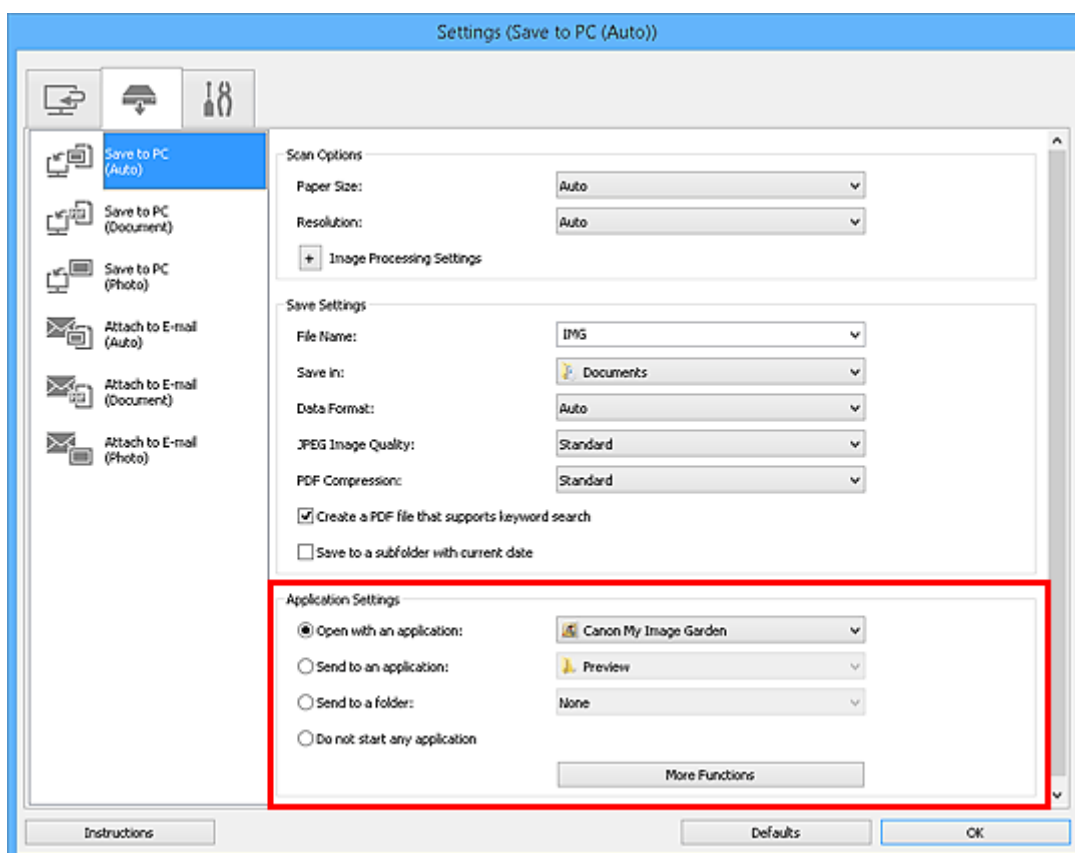 Settings (Save to PC (Auto))
Save to PC
(Auto)
Save to PC
(Document)
Save to PC
(Photo)
Attach to E-mail
(Auto)
Attach to E-mail
(Document)
Attach to E-mail
(Photo)
Scan Options
Paper Size: Auto
Resolution: Auto
+ Image Processing Settings
Save Settings
File Name: IMG
Save in: Documents
Data Format: Auto
JPEG Image Quality: Standard
PDF Compression: Standard
Create a PDF file that supports keyword search
Save to a subfolder with current date
Application Settings
Open with an application: Canon My Image Garden
Send to an application: Preview
Send to a folder: None
Do not start any application
More Functions
Instructions Defaults OK